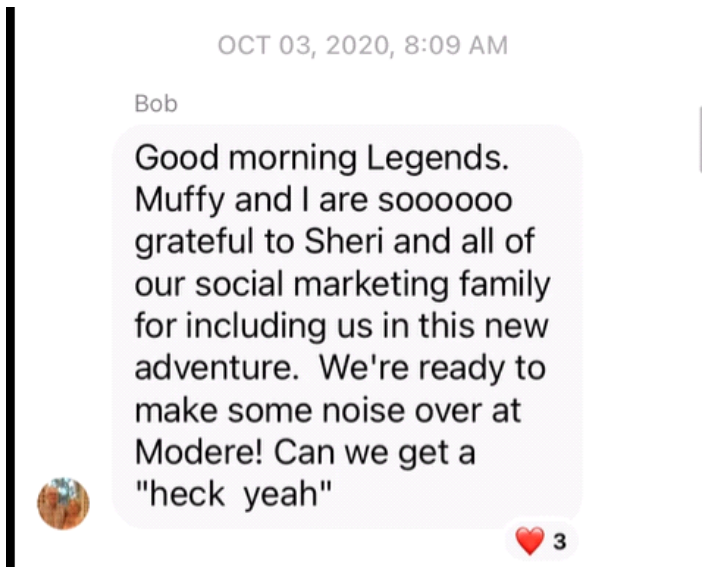 OCT 03, 2020, 8:09 AM
Bob
Good morning Legends.
Muffy and I are soooooo
grateful to Sheri and all of
our social marketing family
for including us in this new
adventure.  We're ready to
make some noise over at
Modere! Can we get a
"heck  yeah"
❤️ 3